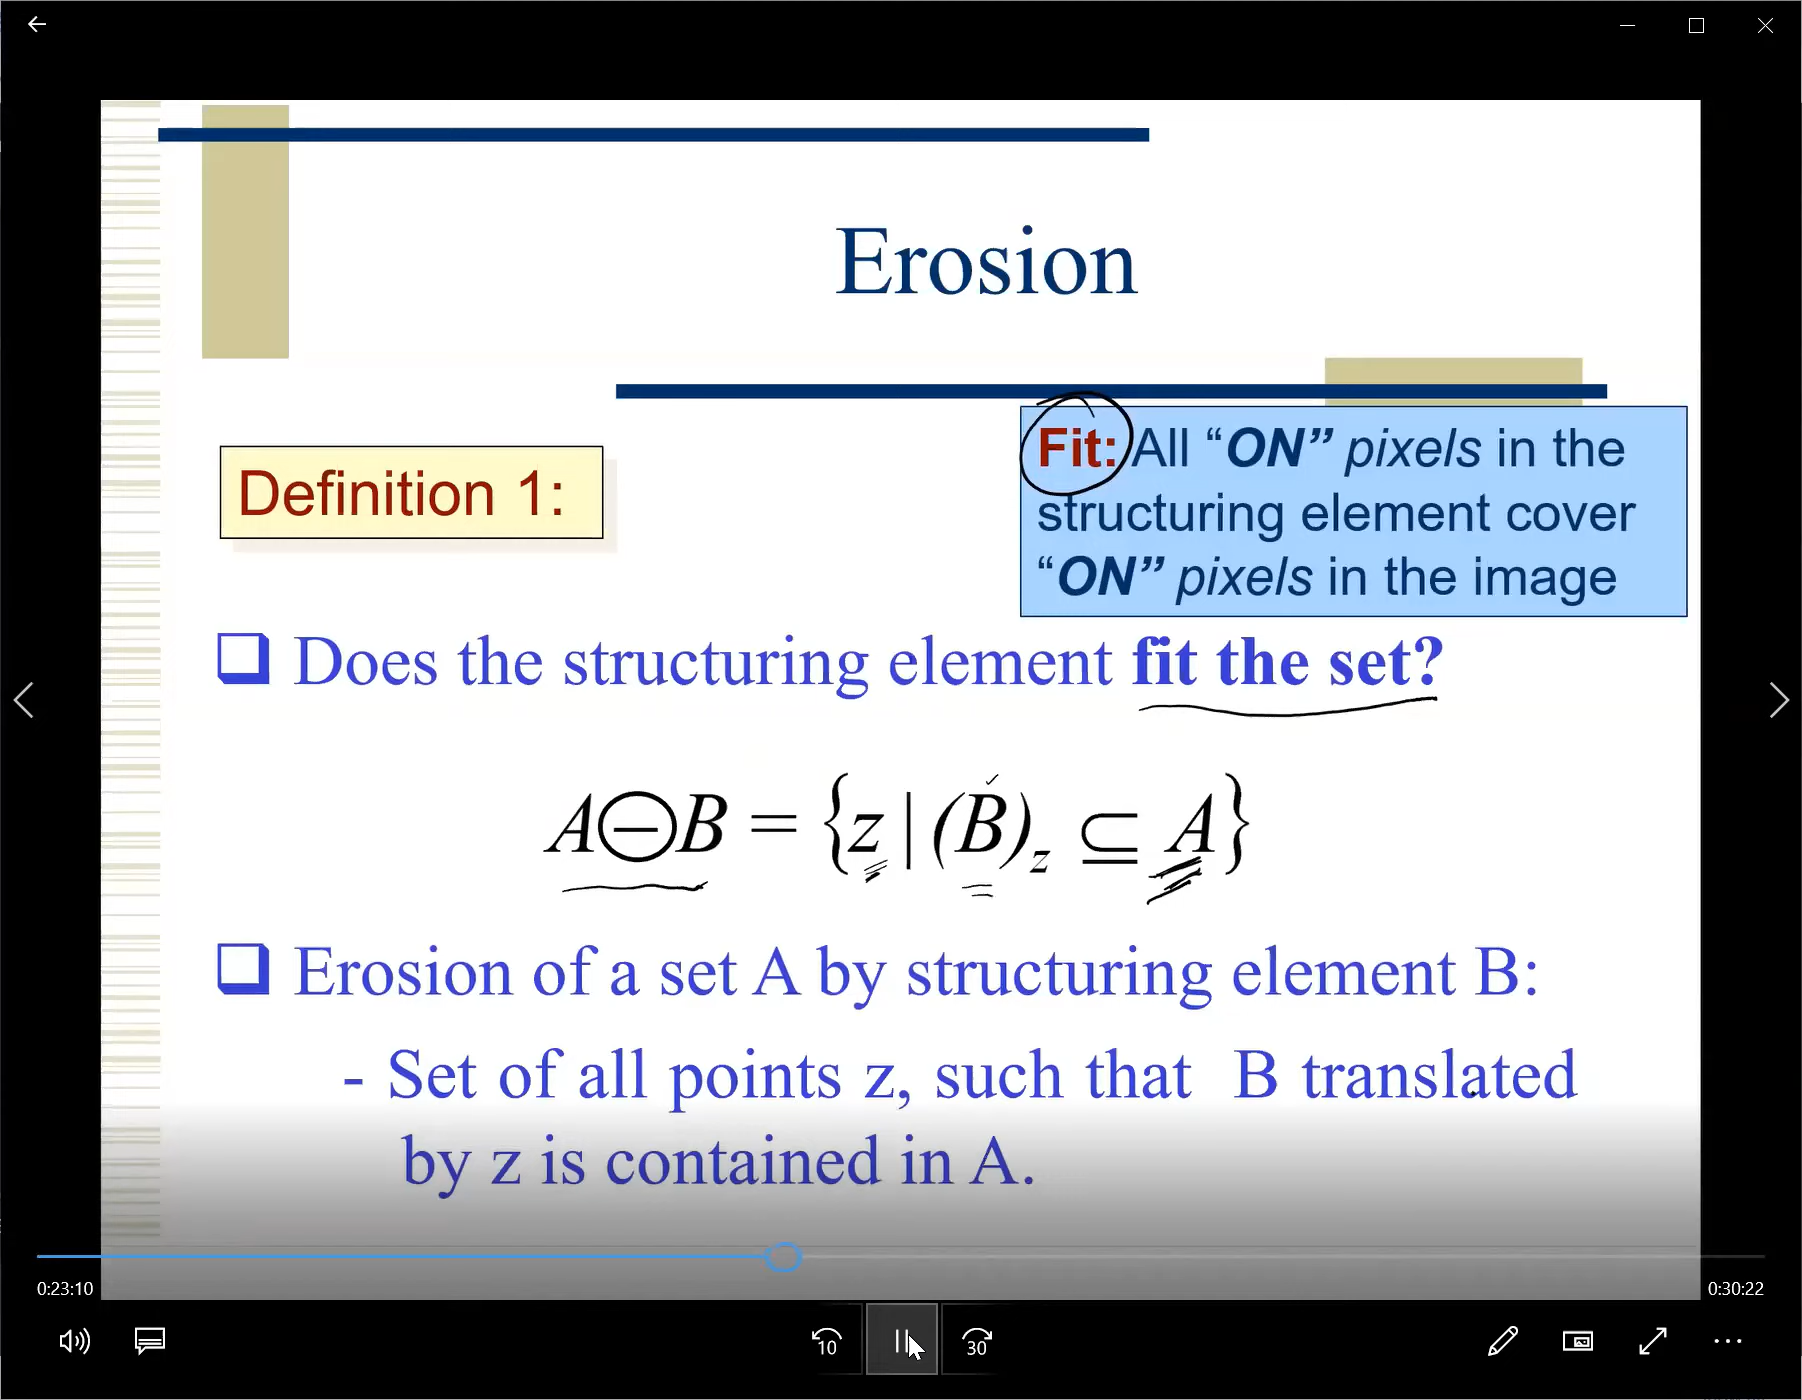 Erosion
Fit: All “ON” pixels in the
structuring element cover
“ON” pixels in the image
Definition 1:
❑ Does the structuring element fit the set?
A⊖B = {z | (B)z ⊆ A}
❑ Erosion of a set A by structuring element B:
- Set of all points z, such that B translated
by z is contained in A.
0:23:10
0:30:22
10
30